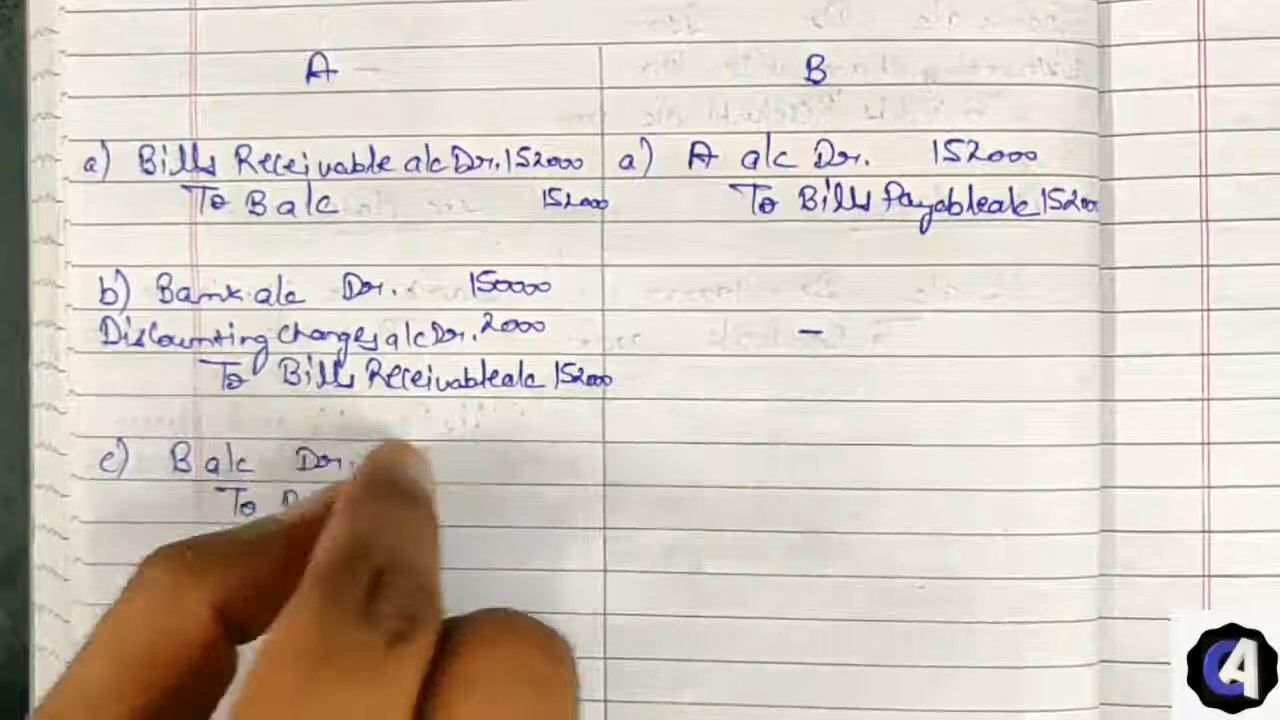 A
B
a) Bills Receivable a/c Dr. 152000
To B a/c 152000
a) A a/c Dr. 152000
To Bills Payable a/c 152000
b) Bank a/c Dr. 150000
Discounting Charges a/c Dr. 2000
To Bills Receivable a/c 152000
-
c) B a/c Dr.
To
CA